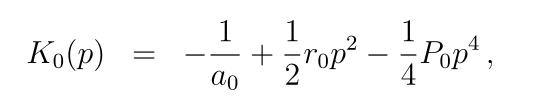 $K_0(p) = -\frac{1}{a_0} + \frac{1}{2} r_0 p^2 - \frac{1}{4} P_0 p^4 \,,$